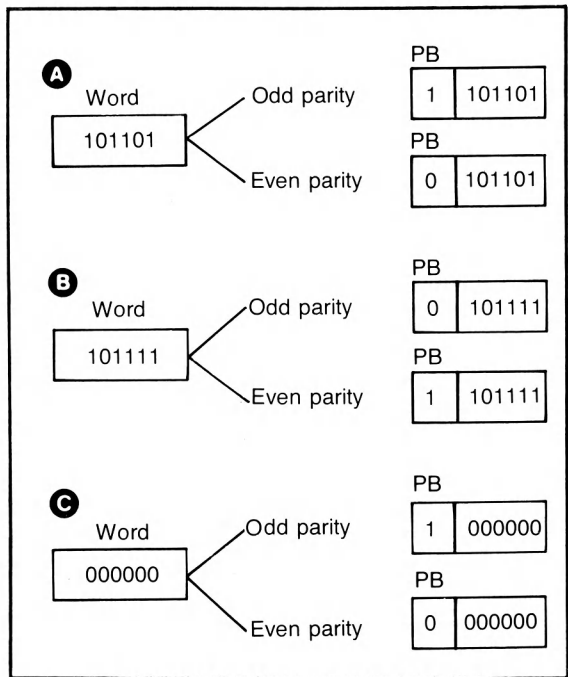 A
PB
Word Odd parity 1 101101
101101
PB
Even parity 0 101101
B
PB
Word Odd parity 0 101111
101111
PB
Even parity 1 101111
C
PB
Word Odd parity 1 000000
000000
PB
Even parity 0 000000